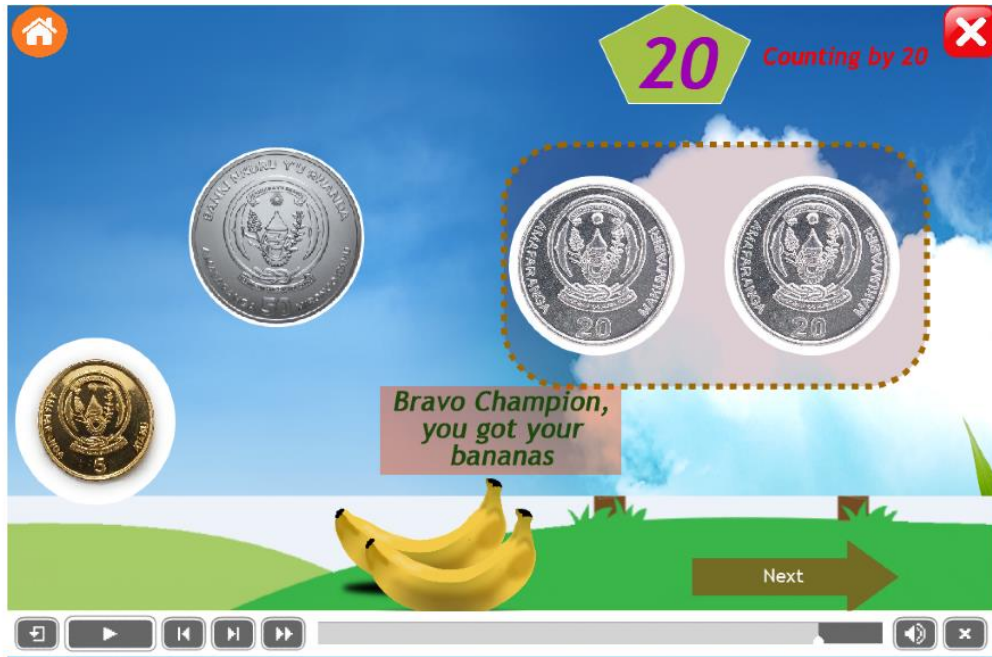 20
Counting by 20
BANKI NKURU Y'U RWANDA
50
AMAFARANGA
MAKUMYABIRI
20
AMAFARANGA
MAKUMYABIRI
20
5
Bravo Champion,
you got your
bananas
Next